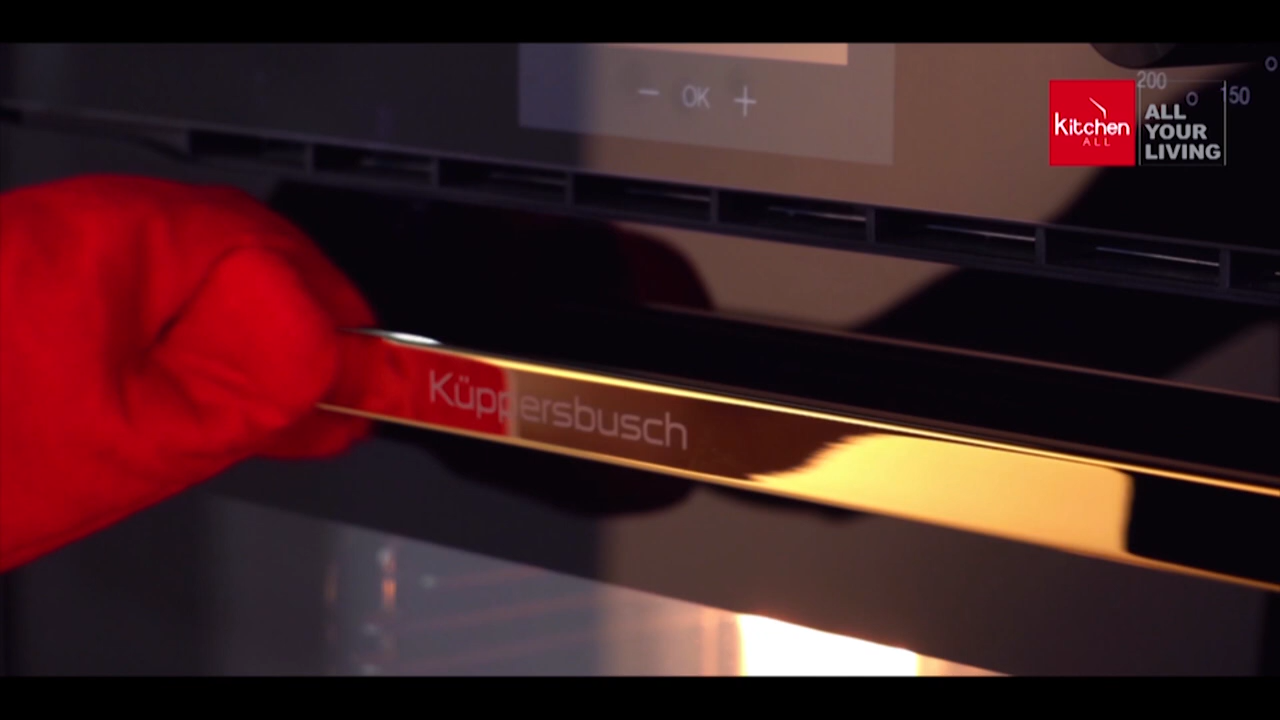 − OK +
200
150
kitchen
ALL
ALL
YOUR
LIVING
Küppersbusch